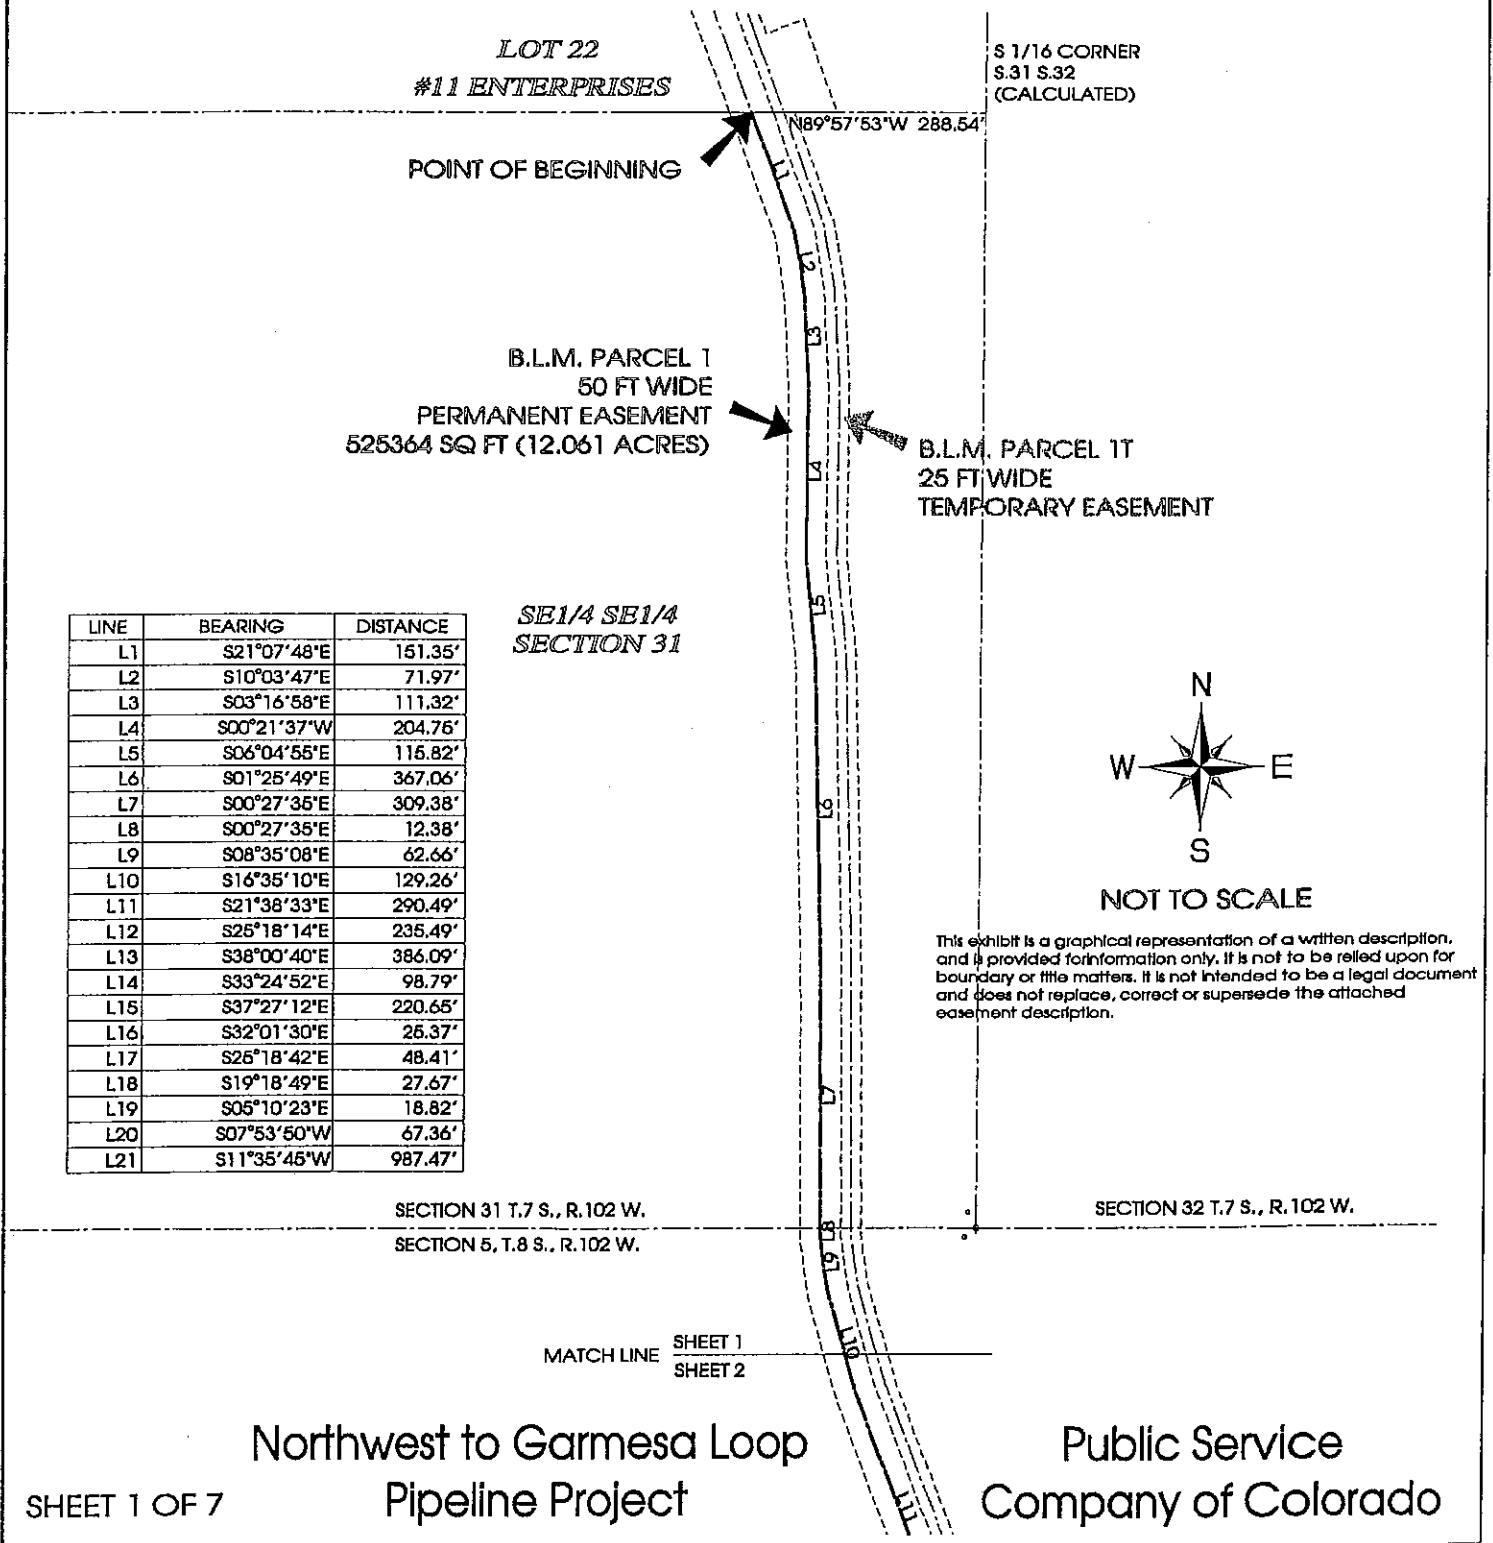 LOT 22
#11 ENTERPRISES
S 1/16 CORNER
S.31 S.32
(CALCULATED)
N89°57'53"W 288.54'
POINT OF BEGINNING
L1
L2
L3
B.L.M. PARCEL 1
50 FT WIDE
PERMANENT EASEMENT
525364 SQ FT (12.061 ACRES)
B.L.M. PARCEL 1T
25 FT WIDE
TEMPORARY EASEMENT
L4
L5
SE1/4 SE1/4
SECTION 31
LINE BEARING DISTANCE
L1 S21°07'48"E 151.35'
L2 S10°03'47"E 71.97'
L3 S03°16'58"E 111.32'
L4 S00°21'37"W 204.75'
L5 S06°04'55"E 115.82'
L6 S01°25'49"E 367.06'
L7 S00°27'35"E 309.38'
L8 S00°27'35"E 12.38'
L9 S08°35'08"E 62.66'
L10 S16°35'10"E 129.26'
L11 S21°38'33"E 290.49'
L12 S25°18'14"E 235.49'
L13 S38°00'40"E 386.09'
L14 S33°24'52"E 98.79'
L15 S37°27'12"E 220.65'
L16 S32°01'30"E 25.37'
L17 S25°18'42"E 48.41'
L18 S19°18'49"E 27.67'
L19 S05°10'23"E 18.82'
L20 S07°53'50"W 67.36'
L21 S11°35'45"W 987.47'
L6
N
W E
S
NOT TO SCALE
This exhibit is a graphical representation of a written description,
and is provided forinformation only. It is not to be relied upon for
boundary or title matters. It is not intended to be a legal document
and does not replace, correct or supersede the attached
easement description.
L7
SECTION 31 T.7 S., R.102 W.
SECTION 32 T.7 S., R.102 W.
L8
SECTION 5, T.8 S., R.102 W.
L9
L10
MATCH LINE
SHEET 1
SHEET 2
Northwest to Garmesa Loop
Pipeline Project
Public Service
Company of Colorado
L11
SHEET 1 OF 7